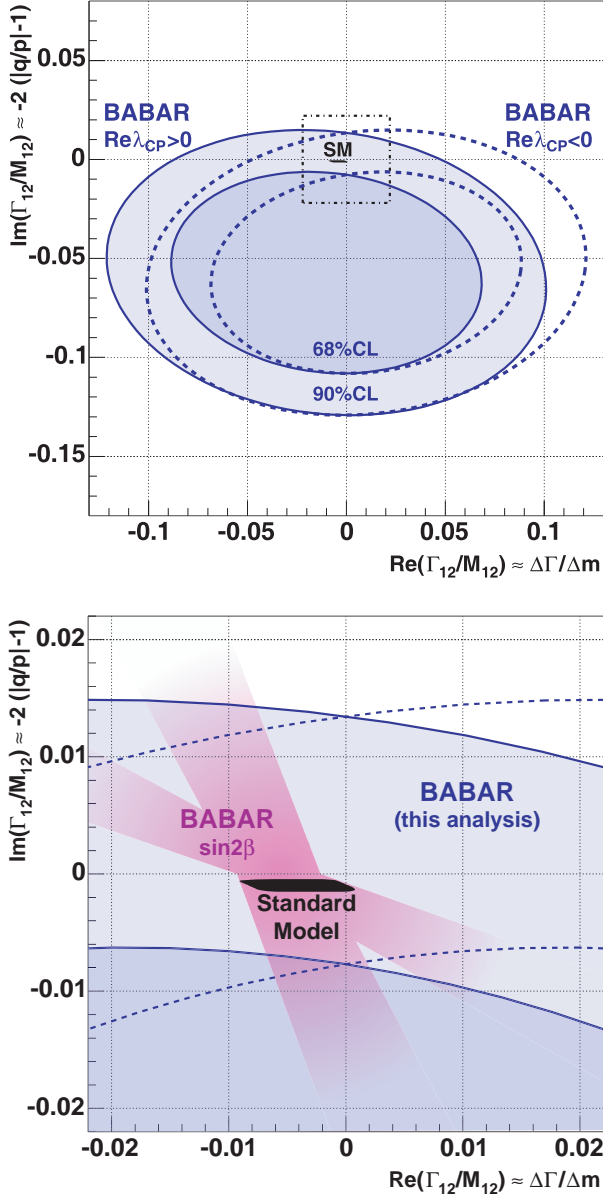 Im(Γ12/M12) ≈ -2 (|q/p|-1)
0.05
0
-0.05
-0.1
-0.15
BABAR
Reλ_CP>0
BABAR
Reλ_CP<0
SM
68%CL
90%CL
-0.1
-0.05
0
0.05
0.1
Re(Γ12/M12) ≈ ΔΓ/Δm
Im(Γ12/M12) ≈ -2 (|q/p|-1)
0.02
0.01
0
-0.01
-0.02
BABAR
sin2β
BABAR
(this analysis)
Standard
Model
-0.02
-0.01
0
0.01
0.02
Re(Γ12/M12) ≈ ΔΓ/Δm